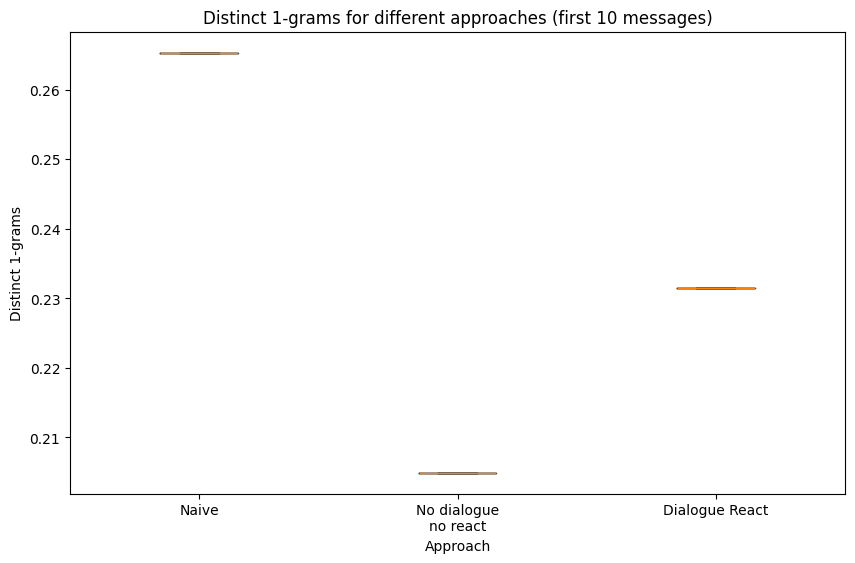 Distinct 1-grams for different approaches (first 10 messages)
Distinct 1-grams
0.26
0.25
0.24
0.23
0.22
0.21
Naive
No dialogue
no react
Dialogue React
Approach